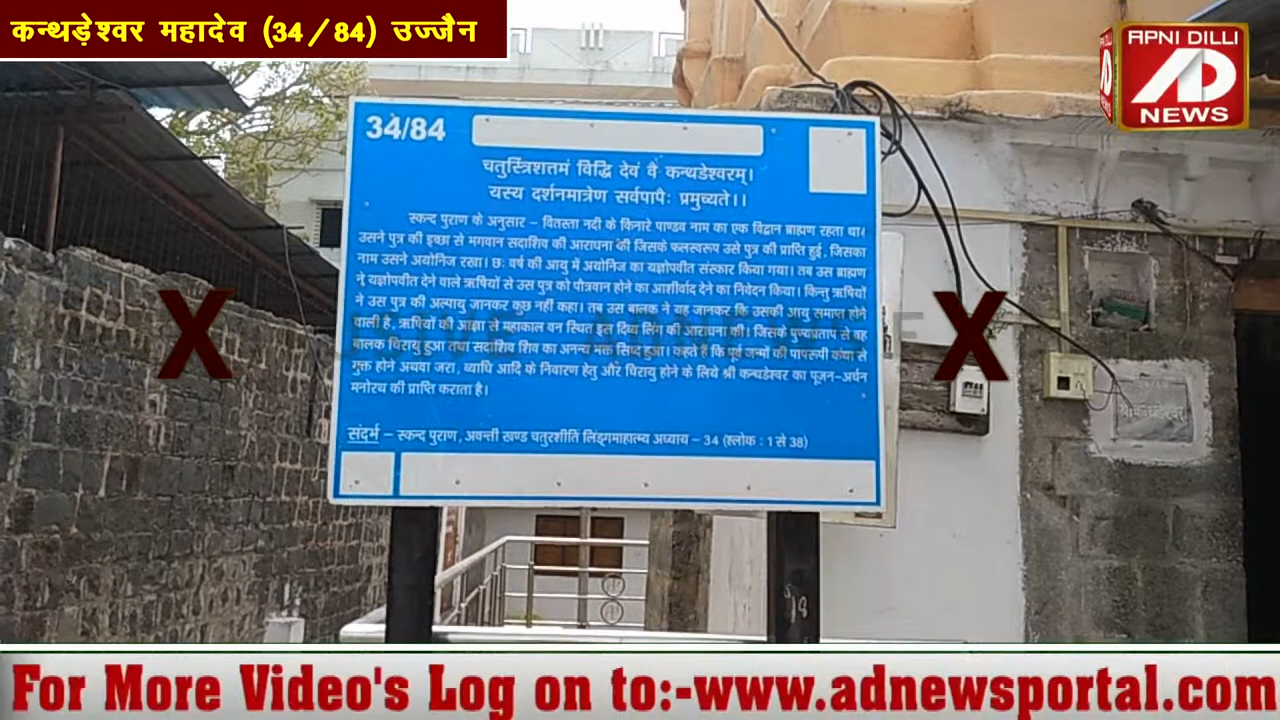 कन्थड़ेश्वर महादेव (34/84) उज्जैन
APNI DILLI
AD
NEWS
34/84
चतुस्त्रिंशत्तमं विद्धि देवं वै कन्थडेश्वरम्।
यस्य दर्शनमात्रेण सर्वपापैः प्रमुच्यते।।
स्कन्द पुराण के अनुसार – वितस्ता नदी के किनारे पाण्डव नाम का एक विद्वान ब्राह्मण रहता था।
उसने पुत्र की इच्छा से भगवान सदाशिव की आराधना की जिसके फलस्वरूप उसे पुत्र की प्राप्ति हुई, जिसका
नाम उसने अयोनिज रखा। छः वर्ष की आयु में अयोनिज का यज्ञोपवीत संस्कार किया गया। तब उस ब्राह्मण
ने यज्ञोपवीत देने वाले ऋषियों से उस पुत्र को पौत्रवान होने का आशीर्वाद देने का निवेदन किया। किन्तु ऋषियों
ने उस पुत्र की अल्पायु जानकर कुछ नहीं कहा। तब उस बालक ने यह जानकर कि उसकी आयु समाप्त होने
वाली है, ऋषियों की आज्ञा से महाकाल वन स्थित इस दिव्य लिंग की आराधना की। जिसके पुण्यप्रताप से वह
बालक चिरायु हुआ तथा सदाशिव शिव का अनन्य भक्त सिद्ध हुआ। कहते हैं कि पूर्व जन्मों की पापरूपी कंथा से
मुक्त होने अथवा जरा, व्याधि आदि के निवारण हेतु और चिरायु होने के लिये श्री कन्थडेश्वर का पूजन-अर्चन
मनोरथ की प्राप्ति कराता है।
संदर्भ – स्कन्द पुराण, अवन्ती खण्ड चतुरशीति लिङ्गमाहात्म्य अध्याय – 34 (श्लोक : 1 से 38)
X
X
For More Video's Log on to:-www.adnewsportal.com